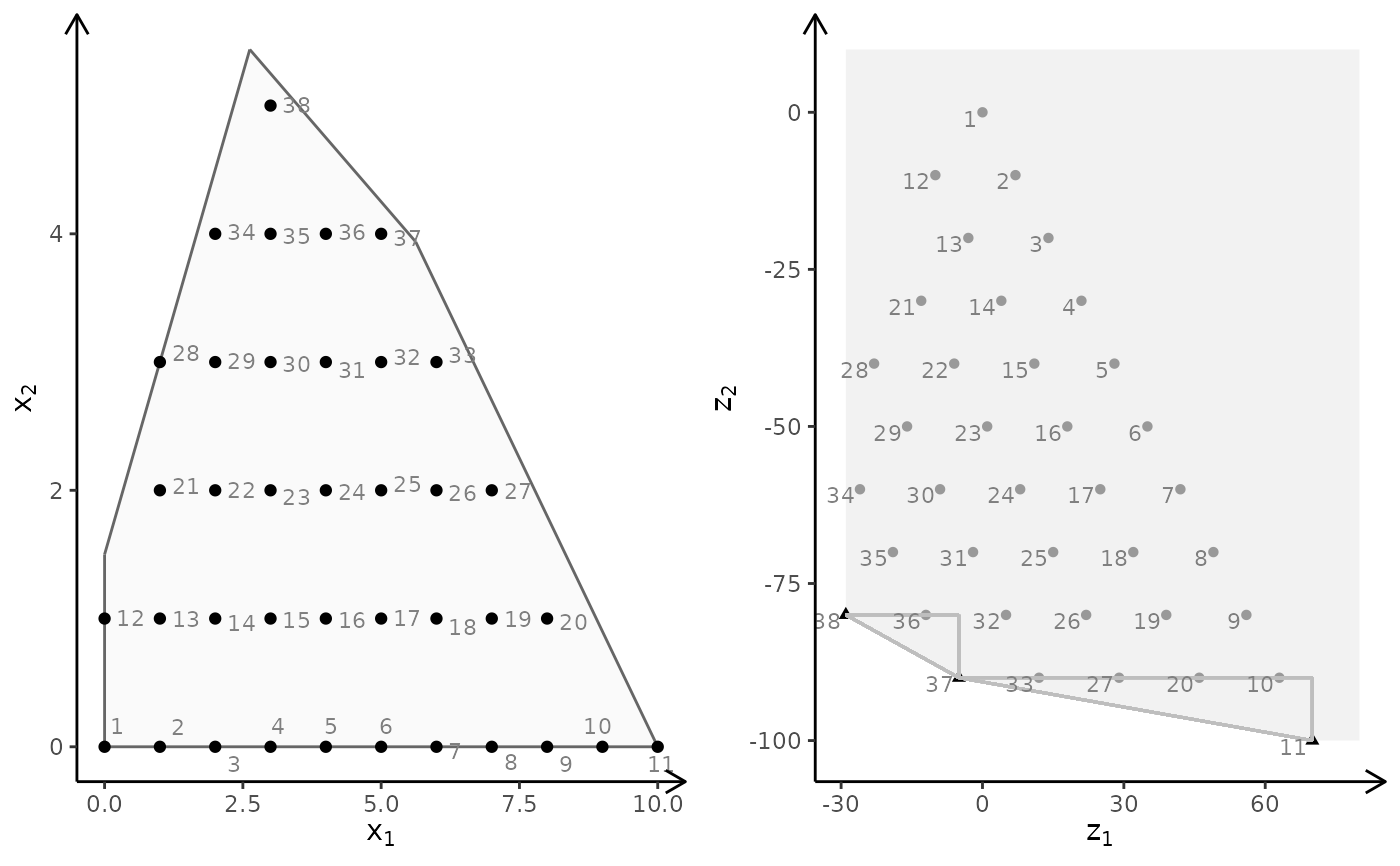 38
34 35 36 37
28 29 30 31 32 33
21 22 23 24 25 26 27
12 13 14 15 16 17 18 19 20
1 2 3 4 5 6 7 8 9 10 11
4
2
0
x₂
0.0 2.5 5.0 7.5 10.0
x₁
1
12 2
13 3
21 14 4
28 22 15 5
29 23 16 6
34 30 24 17 7
35 31 25 18 8
38 36 32 26 19 9
37 33 27 20 10
11
0
-25
-50
-75
-100
z₂
-30 0 30 60
z₁